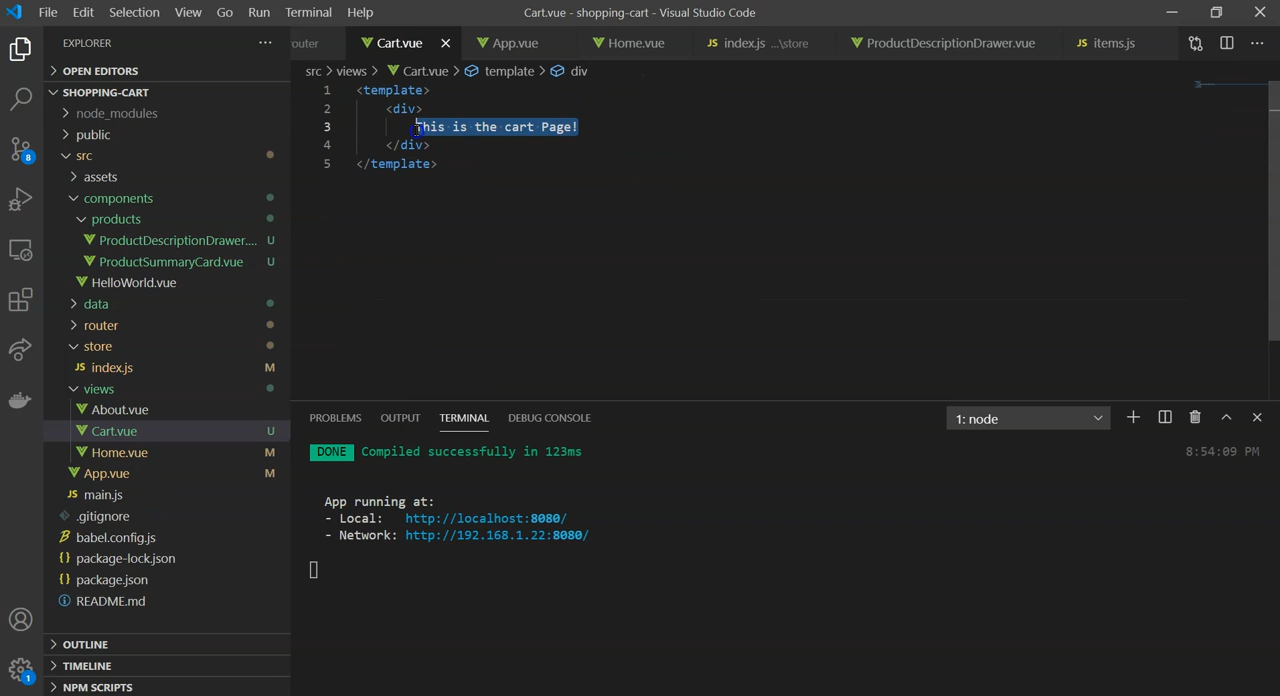 File Edit Selection View Go Run Terminal Help Cart.vue - shopping-cart - Visual Studio Code
EXPLORER
OPEN EDITORS
SHOPPING-CART
node_modules
public
src
assets
components
products
ProductDescriptionDrawer.... U
ProductSummaryCard.vue U
HelloWorld.vue
data
router
store
JS index.js M
views
About.vue
Cart.vue U
Home.vue M
App.vue M
JS main.js
.gitignore
babel.config.js
{} package-lock.json
{} package.json
README.md
OUTLINE
TIMELINE
NPM SCRIPTS
8
1
outer Cart.vue App.vue Home.vue JS index.js ...\store ProductDescriptionDrawer.vue JS items.js
src > views > Cart.vue > template > div
1 <template>
2 <div>
3 This is the cart Page!
4 </div>
5 </template>
PROBLEMS OUTPUT TERMINAL DEBUG CONSOLE 1: node
DONE Compiled successfully in 123ms 8:54:09 PM
App running at:
- Local: http://localhost:8080/
- Network: http://192.168.1.22:8080/